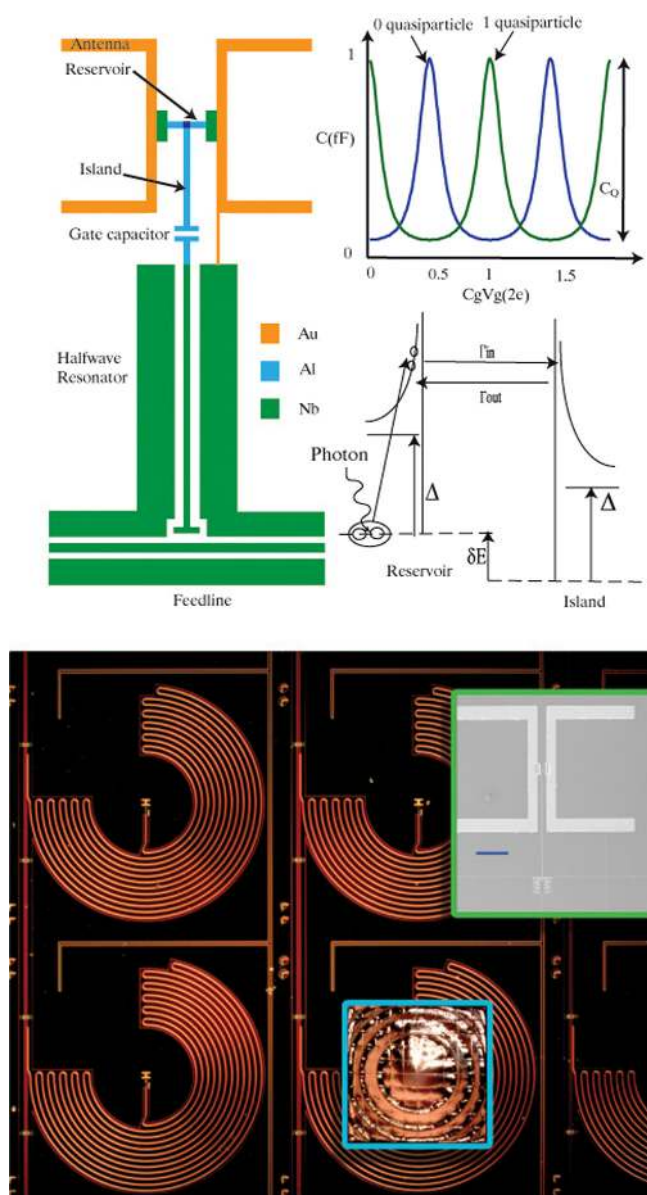 Antenna
Reservoir
Island
Gate capacitor
Halfwave
Resonator
Au
Al
Nb
Feedline
0 quasiparticle
1 quasiparticle
1
C(fF)
C_Q
0
0
0.5
1
1.5
CgVg(2e)
Γin
Γout
Photon
Δ
Δ
δE
Reservoir
Island